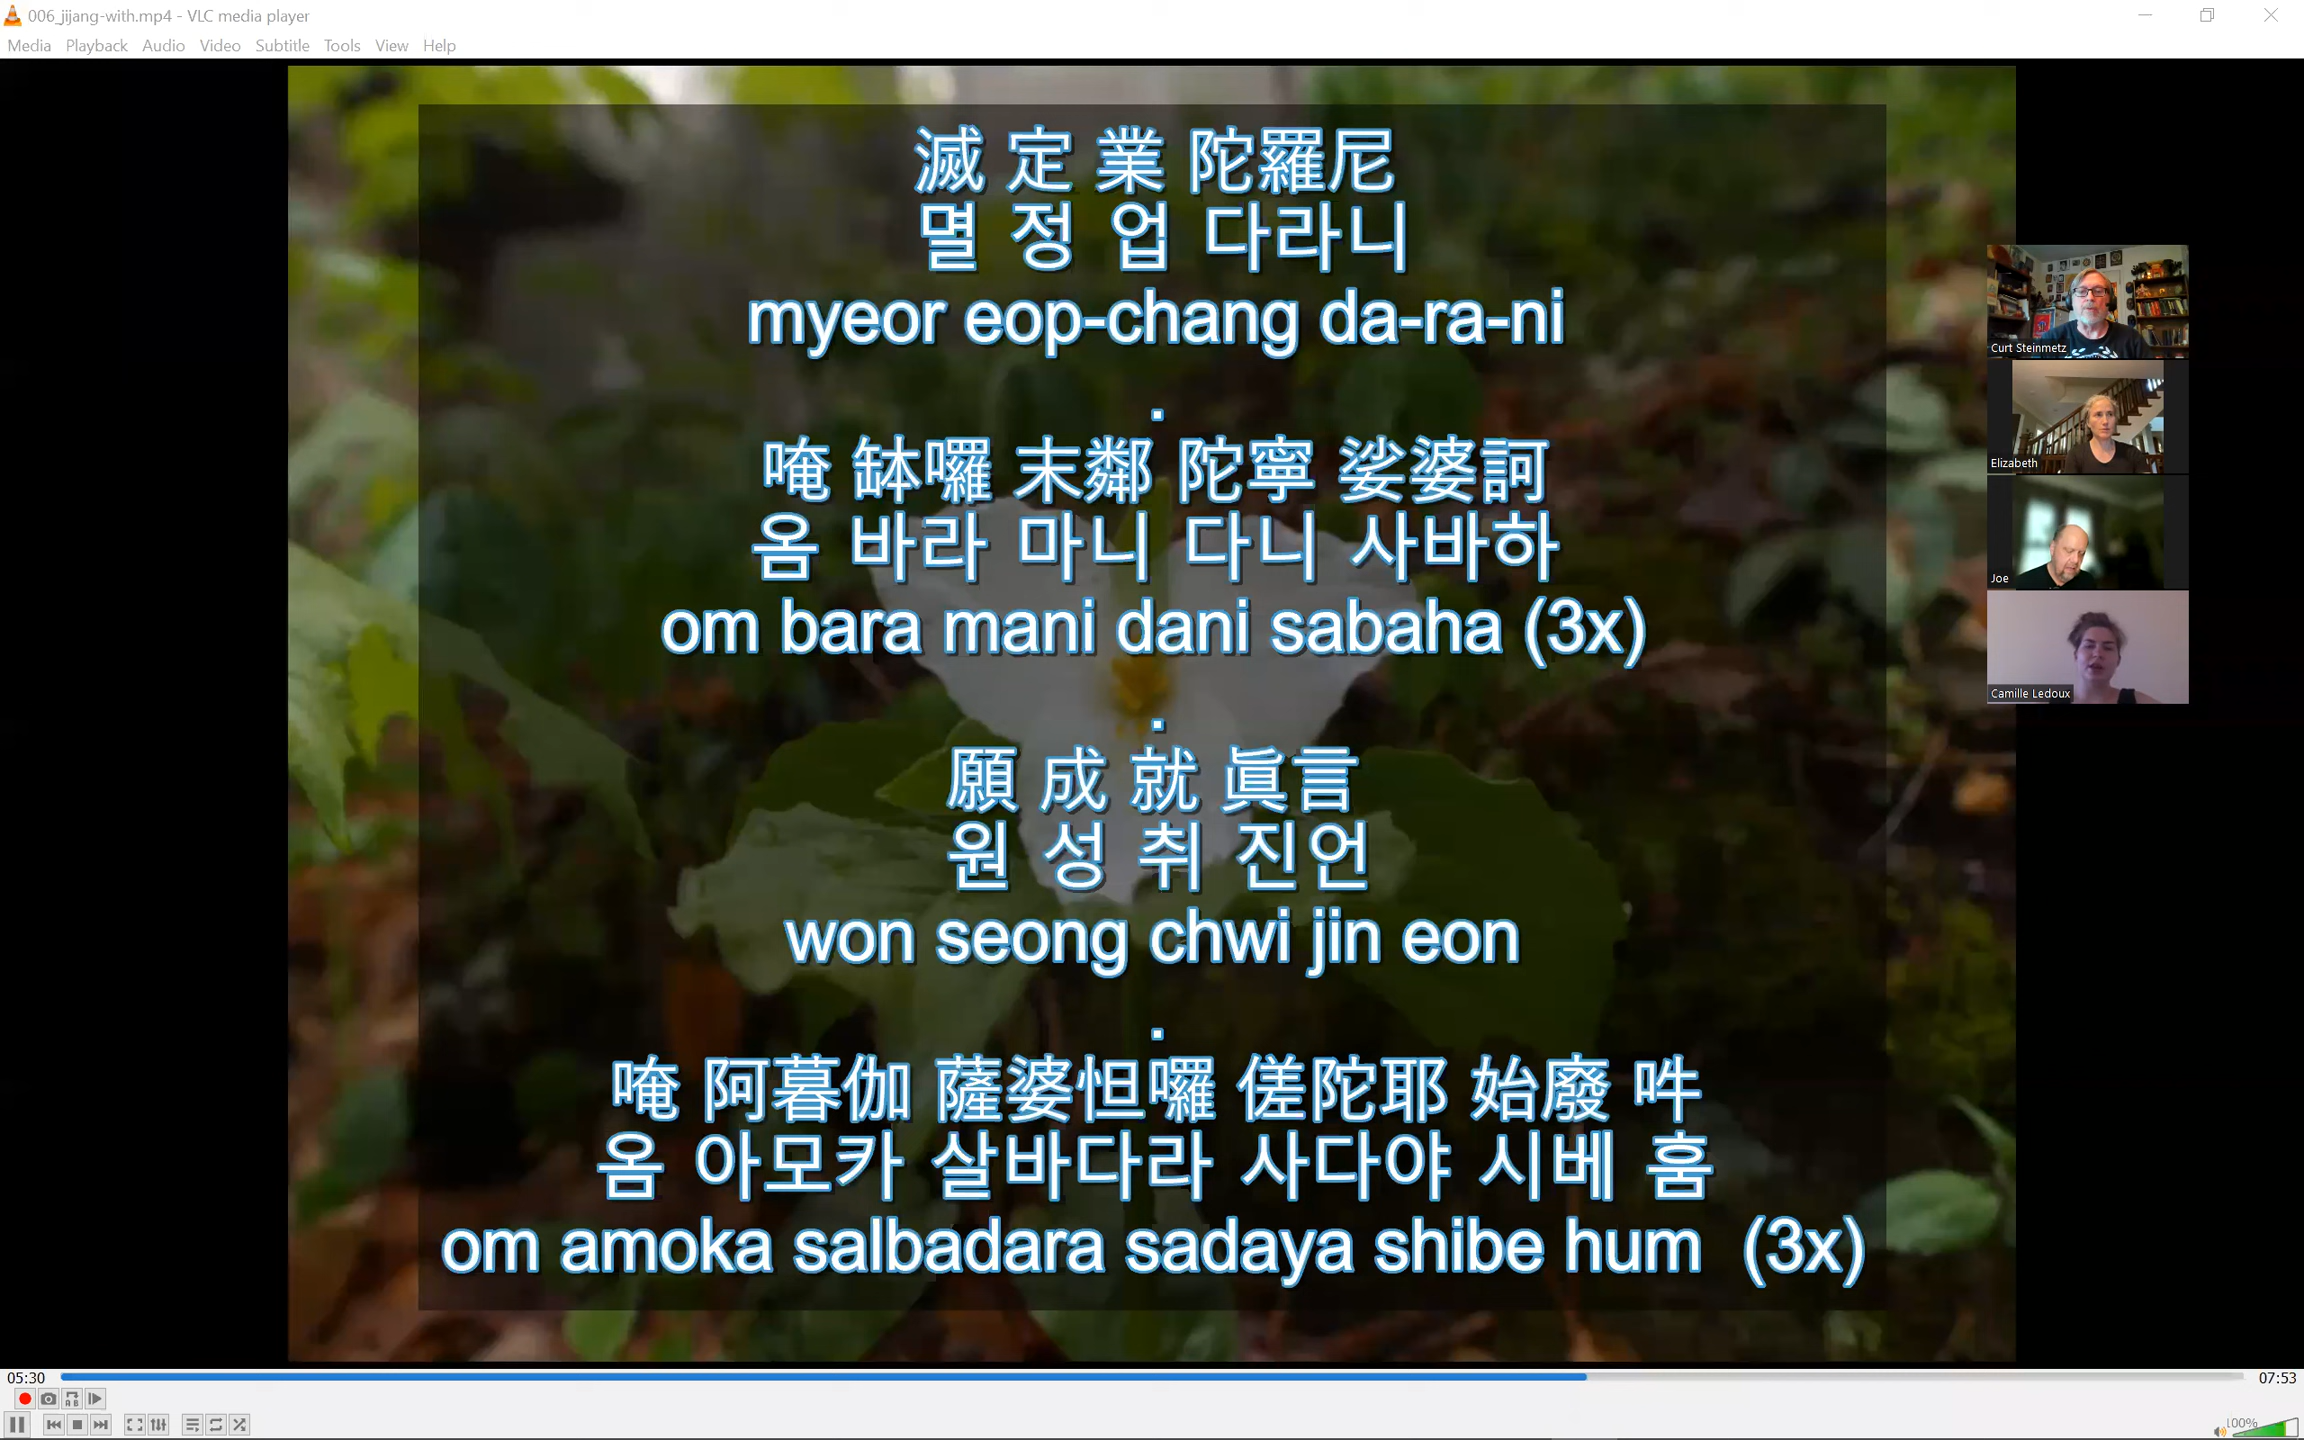 006_jijang-with.mp4 - VLC media player
Media Playback Audio Video Subtitle Tools View Help
滅 定 業 陀羅尼
멸 정 업 다라니
myeor eop-chang da-ra-ni
.
唵 缽囉 末鄰 陀寧 娑婆訶
옴 바라 마니 다니 사바하
om bara mani dani sabaha (3x)
.
願 成 就 眞言
원 성 취 진언
won seong chwi jin eon
.
唵 阿暮伽 薩婆怛囉 傞陀耶 始廢 吽
옴 아모카 살바다라 사다야 시베 훔
om amoka salbadara sadaya shibe hum (3x)
Curt Steinmetz
Elizabeth
Joe
Camille Ledoux
05:30
07:53
100%